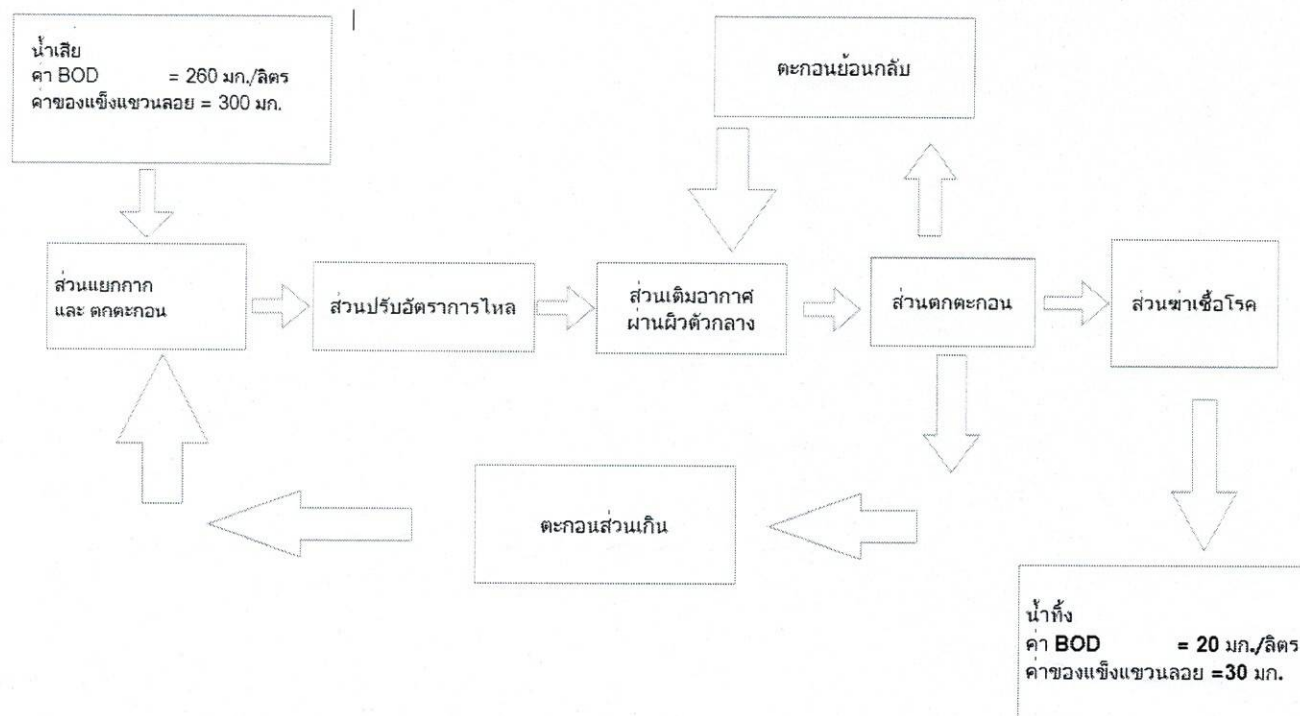 น้ำเสีย
ค่า BOD = 260 มก./ลิตร
ค่าของแข็งแขวนลอย = 300 มก.
ตะกอนย้อนกลับ
ส่วนแยกกาก
และ ตกตะกอน
ส่วนปรับอัตราการไหล
ส่วนเติมอากาศ
ผ่านผิวตัวกลาง
ส่วนตกตะกอน
ส่วนฆ่าเชื้อโรค
ตะกอนส่วนเกิน
น้ำทิ้ง
ค่า BOD = 20 มก./ลิตร
ค่าของแข็งแขวนลอย =30 มก.